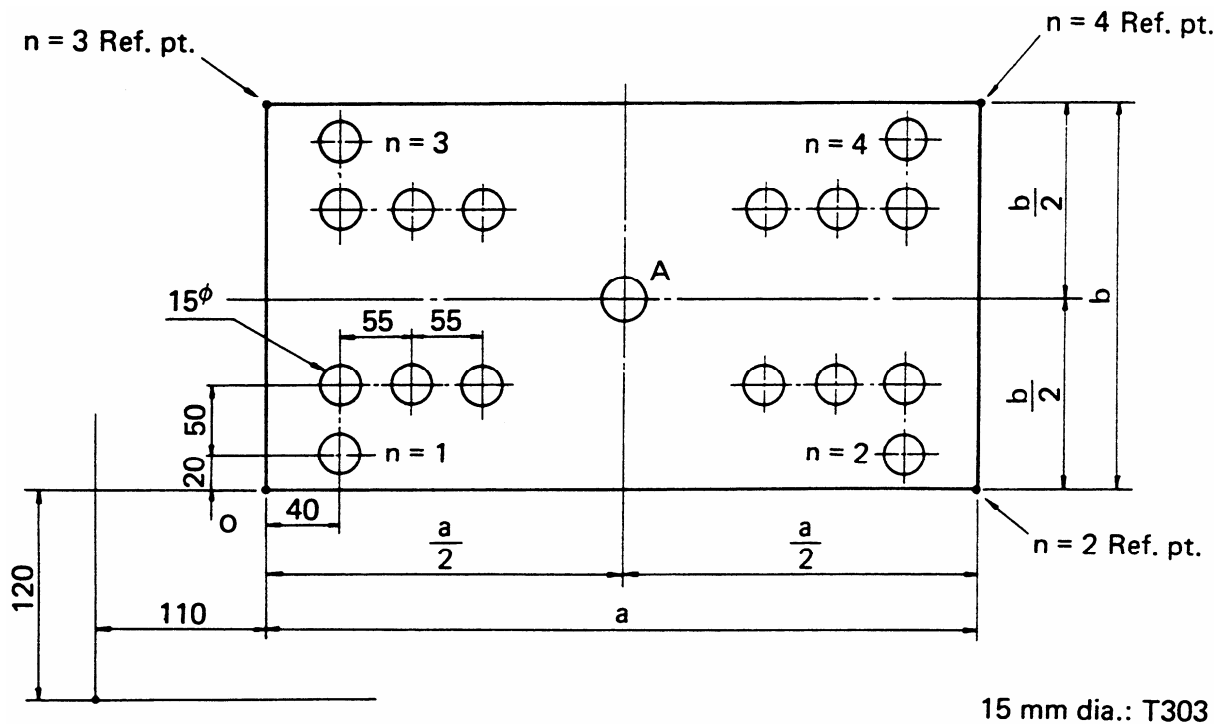 n = 4 Ref. pt.
n = 3 Ref. pt.
n = 3
n = 4
b/2
A
b
15ϕ
55 55
50
b/2
n = 1
n = 2
20
40
O
a/2
a/2
n = 2 Ref. pt.
120
110
a
15 mm dia.: T303